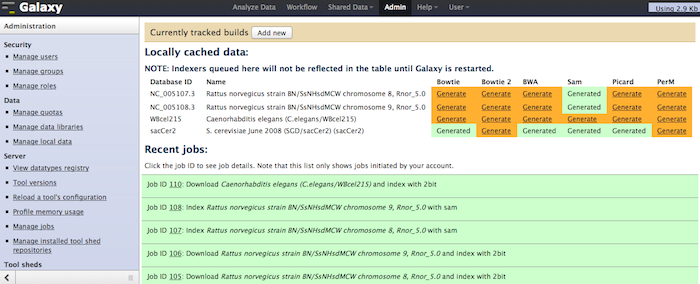 Galaxy
Analyze Data Workflow Shared Data Admin Help User
Using 2.9 Kb
Administration
Security
Manage users
Manage groups
Manage roles
Data
Manage quotas
Manage data libraries
Manage local data
Server
View datatypes registry
Tool versions
Reload a tool's configuration
Profile memory usage
Manage jobs
Manage installed tool shed
repositories
Tool sheds
Currently tracked builds Add new
Locally cached data:
NOTE: Indexers queued here will not be reflected in the table until Galaxy is restarted.
Database ID Name Bowtie Bowtie 2 BWA Sam Picard PerM
NC_005107.3 Rattus norvegicus strain BN/SsNHsdMCW chromosome 8, Rnor_5.0 Generate Generate Generate Generated Generate Generate
NC_005108.3 Rattus norvegicus strain BN/SsNHsdMCW chromosome 9, Rnor_5.0 Generate Generate Generate Generated Generate Generate
WBcel215 Caenorhabditis elegans (C.elegans/WBcel215) Generate Generate Generate Generate Generate Generate
sacCer2 S. cerevisiae June 2008 (SGD/sacCer2) (sacCer2) Generated Generate Generated Generated Generated Generate
Recent jobs:
Click the job ID to see job details. Note that this list only shows jobs initiated by your account.
Job ID 110: Download Caenorhabditis elegans (C.elegans/WBcel215) and index with 2bit
Job ID 108: Index Rattus norvegicus strain BN/SsNHsdMCW chromosome 9, Rnor_5.0 with sam
Job ID 107: Index Rattus norvegicus strain BN/SsNHsdMCW chromosome 8, Rnor_5.0 with sam
Job ID 106: Download Rattus norvegicus strain BN/SsNHsdMCW chromosome 9, Rnor_5.0 and index with 2bit
Job ID 105: Download Rattus norvegicus strain BN/SsNHsdMCW chromosome 8, Rnor_5.0 and index with 2bit